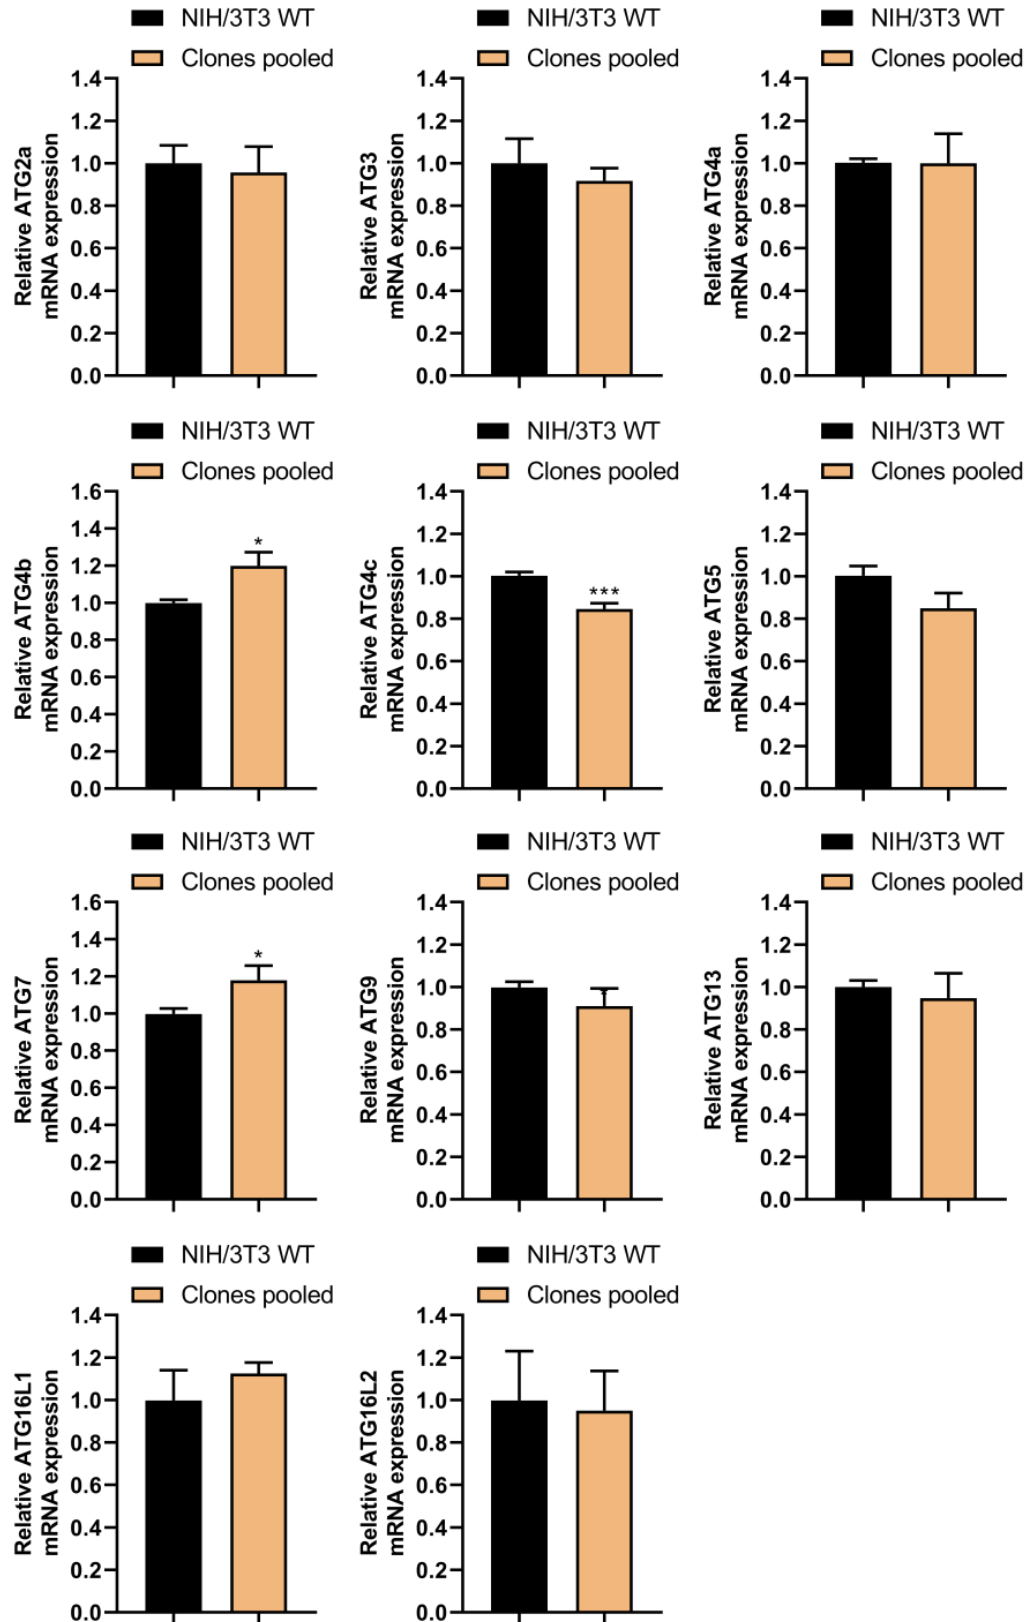 NIH/3T3 WT
Clones pooled
1.4
1.2
1.0
0.8
0.6
0.4
0.2
0.0
Relative ATG2a
mRNA expression
NIH/3T3 WT
Clones pooled
1.4
1.2
1.0
0.8
0.6
0.4
0.2
0.0
Relative ATG3
mRNA expression
NIH/3T3 WT
Clones pooled
1.4
1.2
1.0
0.8
0.6
0.4
0.2
0.0
Relative ATG4a
mRNA expression
NIH/3T3 WT
Clones pooled
1.6
1.4
1.2
1.0
0.8
0.6
0.4
0.2
0.0
Relative ATG4b
mRNA expression
*
NIH/3T3 WT
Clones pooled
1.4
1.2
1.0
0.8
0.6
0.4
0.2
0.0
Relative ATG4c
mRNA expression
***
NIH/3T3 WT
Clones pooled
1.4
1.2
1.0
0.8
0.6
0.4
0.2
0.0
Relative ATG5
mRNA expression
NIH/3T3 WT
Clones pooled
1.6
1.4
1.2
1.0
0.8
0.6
0.4
0.2
0.0
Relative ATG7
mRNA expression
*
NIH/3T3 WT
Clones pooled
1.4
1.2
1.0
0.8
0.6
0.4
0.2
0.0
Relative ATG9
mRNA expression
*
NIH/3T3 WT
Clones pooled
1.4
1.2
1.0
0.8
0.6
0.4
0.2
0.0
Relative ATG13
mRNA expression
NIH/3T3 WT
Clones pooled
1.4
1.2
1.0
0.8
0.6
0.4
0.2
0.0
Relative ATG16L1
mRNA expression
NIH/3T3 WT
Clones pooled
1.4
1.2
1.0
0.8
0.6
0.4
0.2
0.0
Relative ATG16L2
mRNA expression